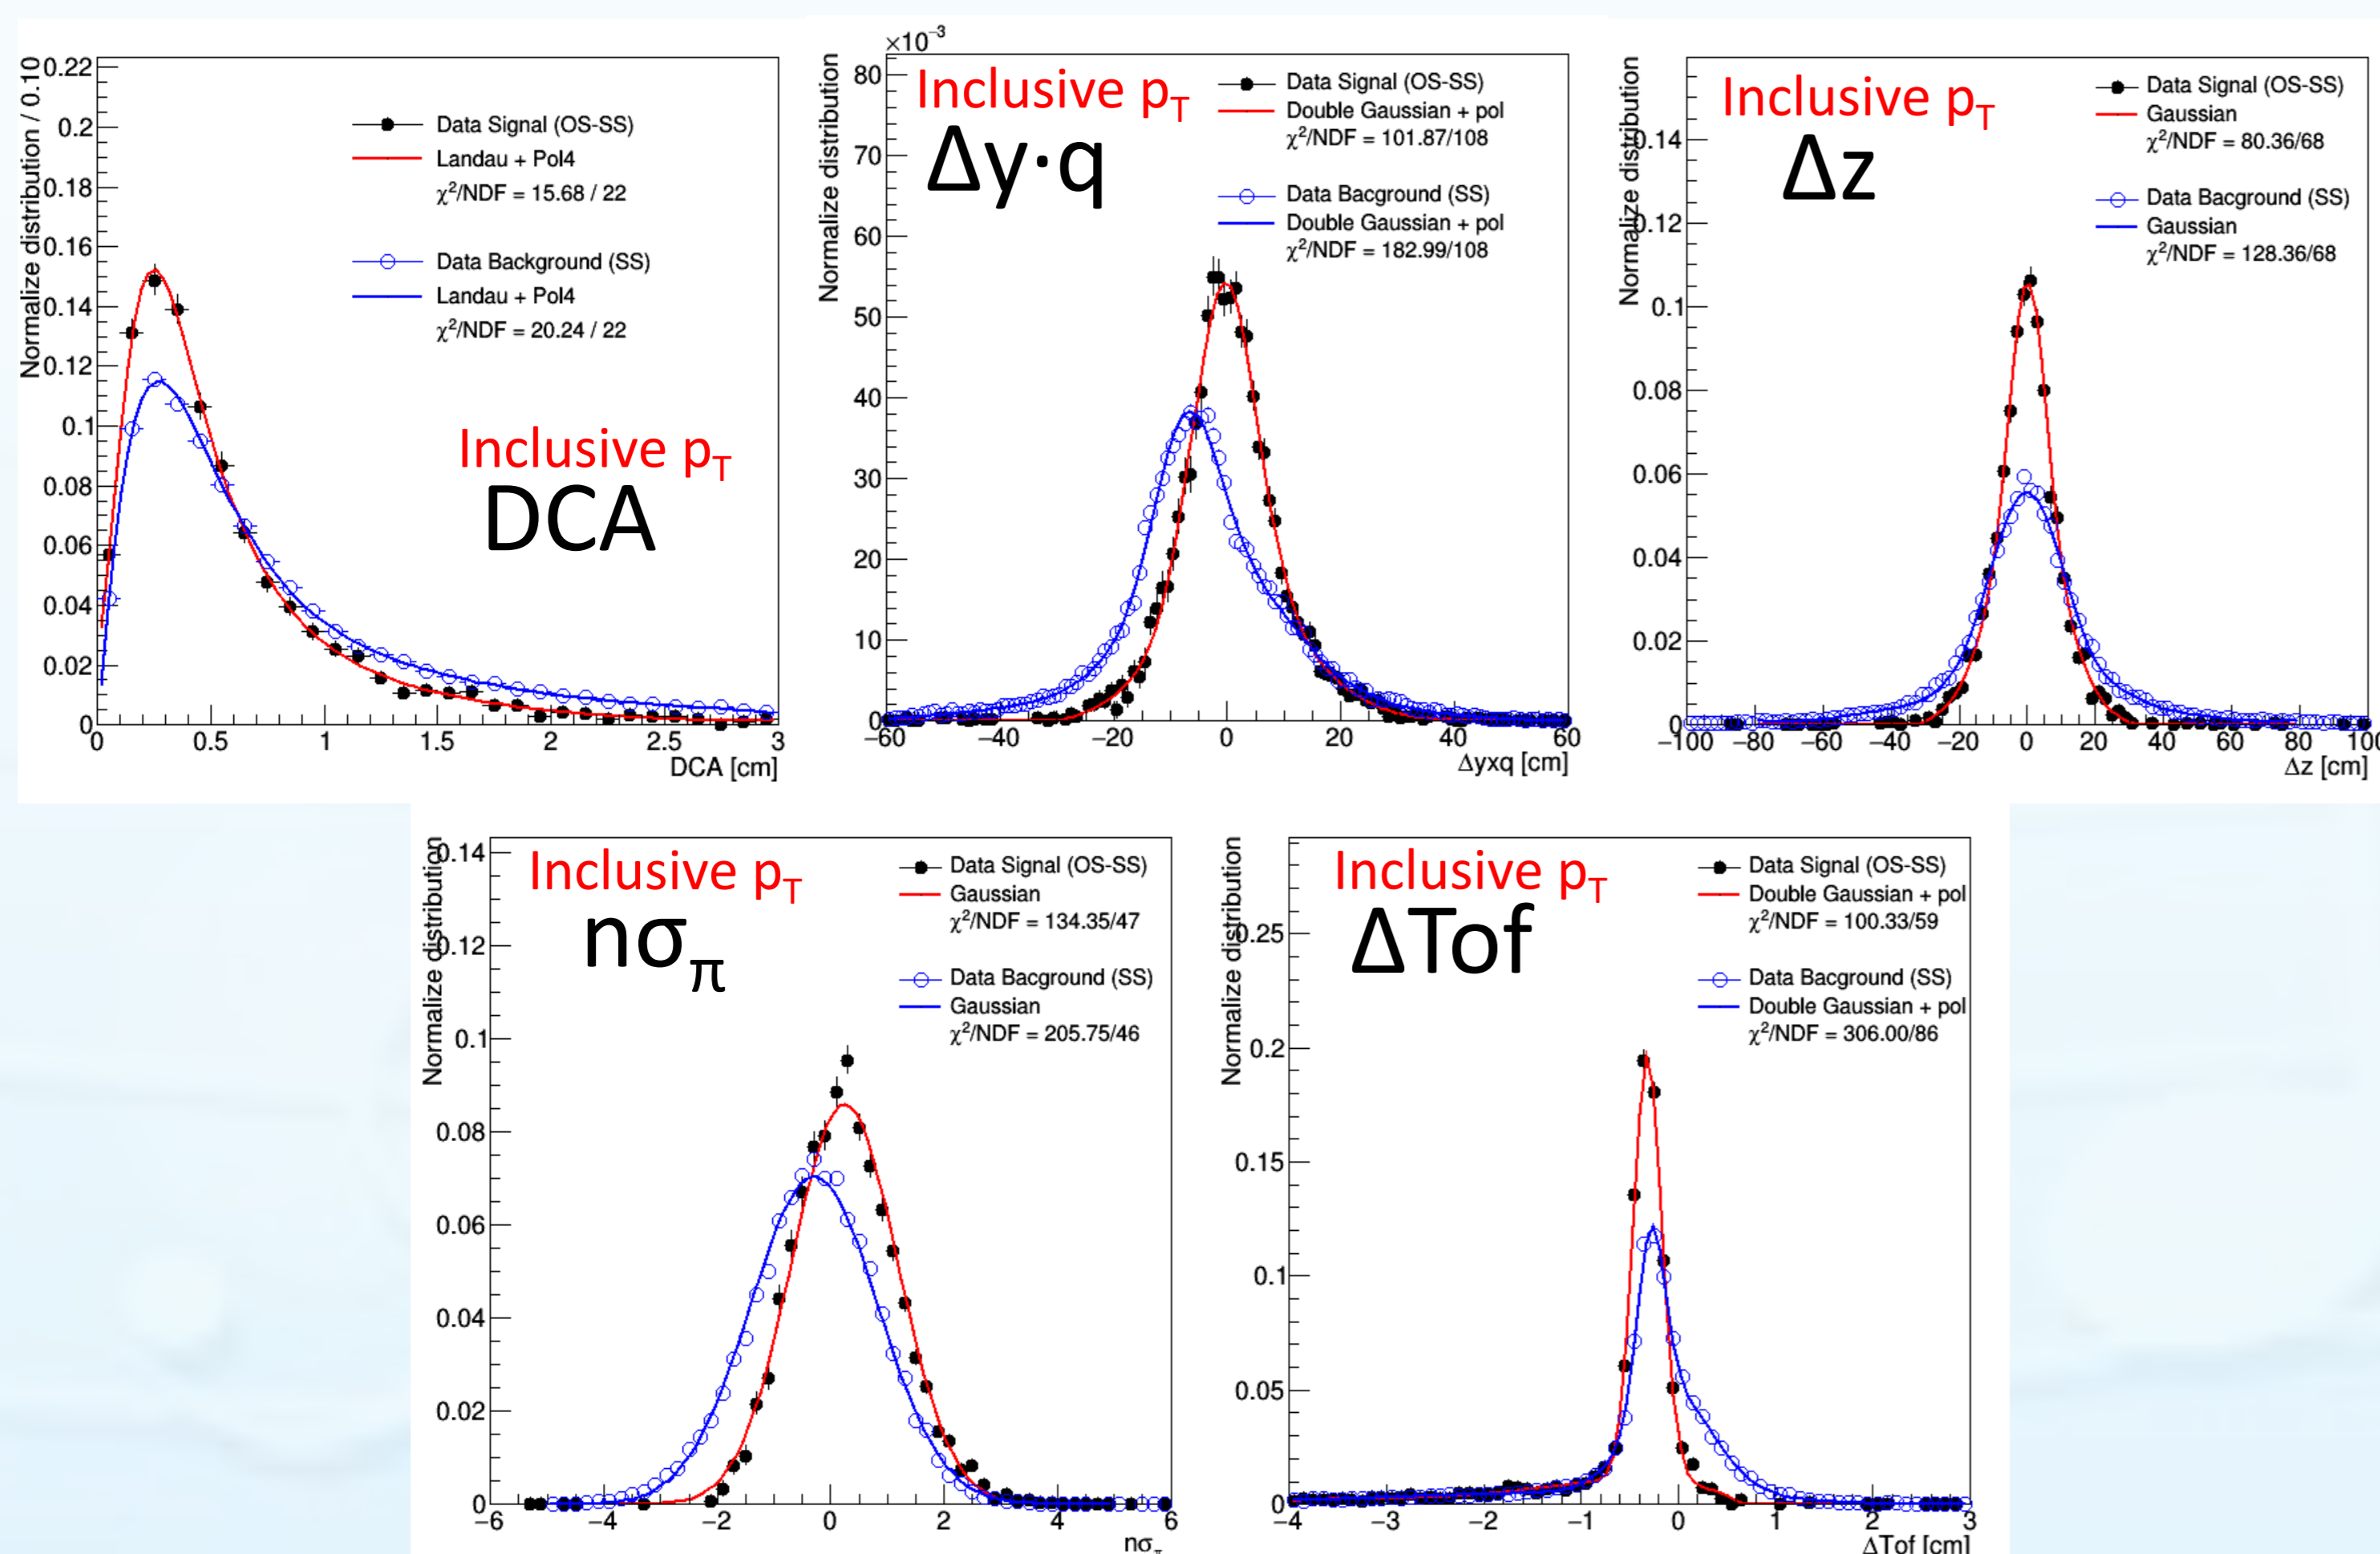 Normalize distribution / 0.10
0.22
0.2
0.18
0.16
0.14
0.12
0.1
0.08
0.06
0.04
0.02
0
Data Signal (OS-SS)
Landau + Pol4
χ²/NDF = 15.68 / 22
Data Background (SS)
Landau + Pol4
χ²/NDF = 20.24 / 22
Inclusive pT
DCA
0 0.5 1 1.5 2 2.5 3
DCA [cm]
×10⁻³
Normalize distribution
80
70
60
50
40
30
20
10
0
Inclusive pT
Δy·q
Data Signal (OS-SS)
Double Gaussian + pol
χ²/NDF = 101.87/108
Data Bacground (SS)
Double Gaussian + pol
χ²/NDF = 182.99/108
−60 −40 −20 0 20 40 60
Δyxq [cm]
Normalize distribution
0.14
0.12
0.1
0.08
0.06
0.04
0.02
0
Inclusive pT
Δz
Data Signal (OS-SS)
Gaussian
χ²/NDF = 80.36/68
Data Bacground (SS)
Gaussian
χ²/NDF = 128.36/68
−100 −80 −60 −40 −20 0 20 40 60 80 100
Δz [cm]
Normalize distribution
0.14
0.12
0.1
0.08
0.06
0.04
0.02
0
Inclusive pT
nσπ
Data Signal (OS-SS)
Gaussian
χ²/NDF = 134.35/47
Data Bacground (SS)
Gaussian
χ²/NDF = 205.75/46
−6 −4 −2 0 2 4 6
nσπ
Normalize distribution
0.25
0.2
0.15
0.1
0.05
0
Inclusive pT
ΔTof
Data Signal (OS-SS)
Double Gaussian + pol
χ²/NDF = 100.33/59
Data Bacground (SS)
Double Gaussian + pol
χ²/NDF = 306.00/86
−4 −3 −2 −1 0 1 2 3
ΔTof [cm]